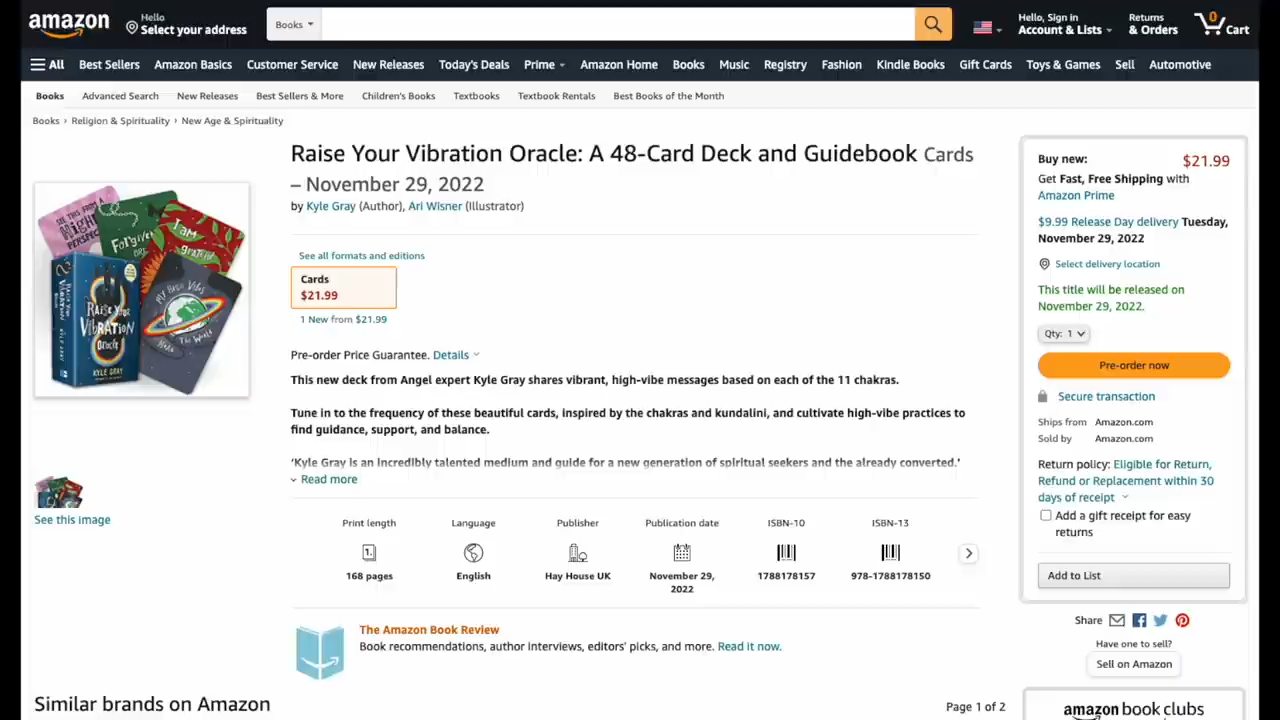 amazon
Hello
Select your address
Books
Hello, Sign in
Account & Lists
Returns
& Orders
0
Cart
All
Best Sellers
Amazon Basics
Customer Service
New Releases
Today's Deals
Prime
Amazon Home
Books
Music
Registry
Fashion
Kindle Books
Gift Cards
Toys & Games
Sell
Automotive
Books
Advanced Search
New Releases
Best Sellers & More
Children's Books
Textbooks
Textbook Rentals
Best Books of the Month
Books › Religion & Spirituality › New Age & Spirituality
Raise Your Vibration Oracle: A 48-Card Deck and Guidebook Cards
– November 29, 2022
by Kyle Gray (Author), Ari Wisner (Illustrator)
See all formats and editions
Cards
$21.99
1 New from $21.99
Pre-order Price Guarantee. Details
This new deck from Angel expert Kyle Gray shares vibrant, high-vibe messages based on each of the 11 chakras.
Tune in to the frequency of these beautiful cards, inspired by the chakras and kundalini, and cultivate high-vibe practices to
find guidance, support, and balance.
'Kyle Gray is an incredibly talented medium and guide for a new generation of spiritual seekers and the already converted.'
Read more
SEE THIS FROM A
HIGHER
I am
grateful
RAISE YOUR
VIBRATION
Oracle
KYLE GRAY
The World
See this image
Print length
168 pages
Language
English
Publisher
Hay House UK
Publication date
November 29,
2022
ISBN-10
1788178157
ISBN-13
978-1788178150
The Amazon Book Review
Book recommendations, author interviews, editors' picks, and more. Read it now.
Similar brands on Amazon
Page 1 of 2
Buy new:
$21.99
Get Fast, Free Shipping with
Amazon Prime
$9.99 Release Day delivery Tuesday,
November 29, 2022
Select delivery location
This title will be released on
November 29, 2022.
Qty: 1
Pre-order now
Secure transaction
Ships from Amazon.com
Sold by Amazon.com
Return policy: Eligible for Return,
Refund or Replacement within 30
days of receipt
Add a gift receipt for easy
returns
Add to List
Share
Have one to sell?
Sell on Amazon
amazon book clubs